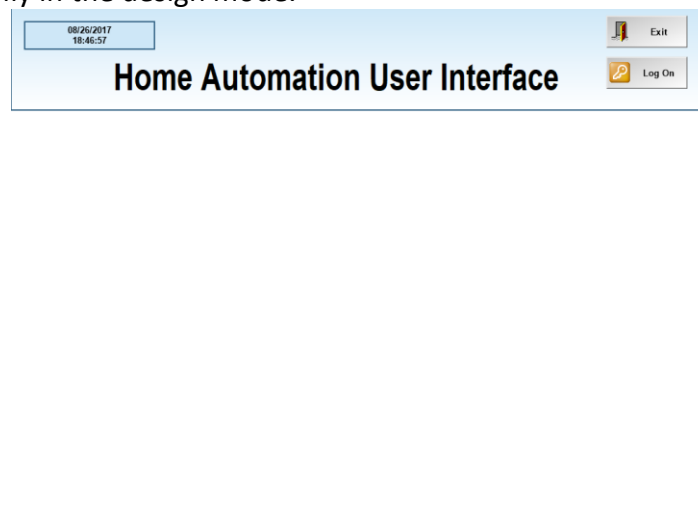 in the design mode.
08/26/2017
18:46:57
Exit
Home Automation User Interface
Log On